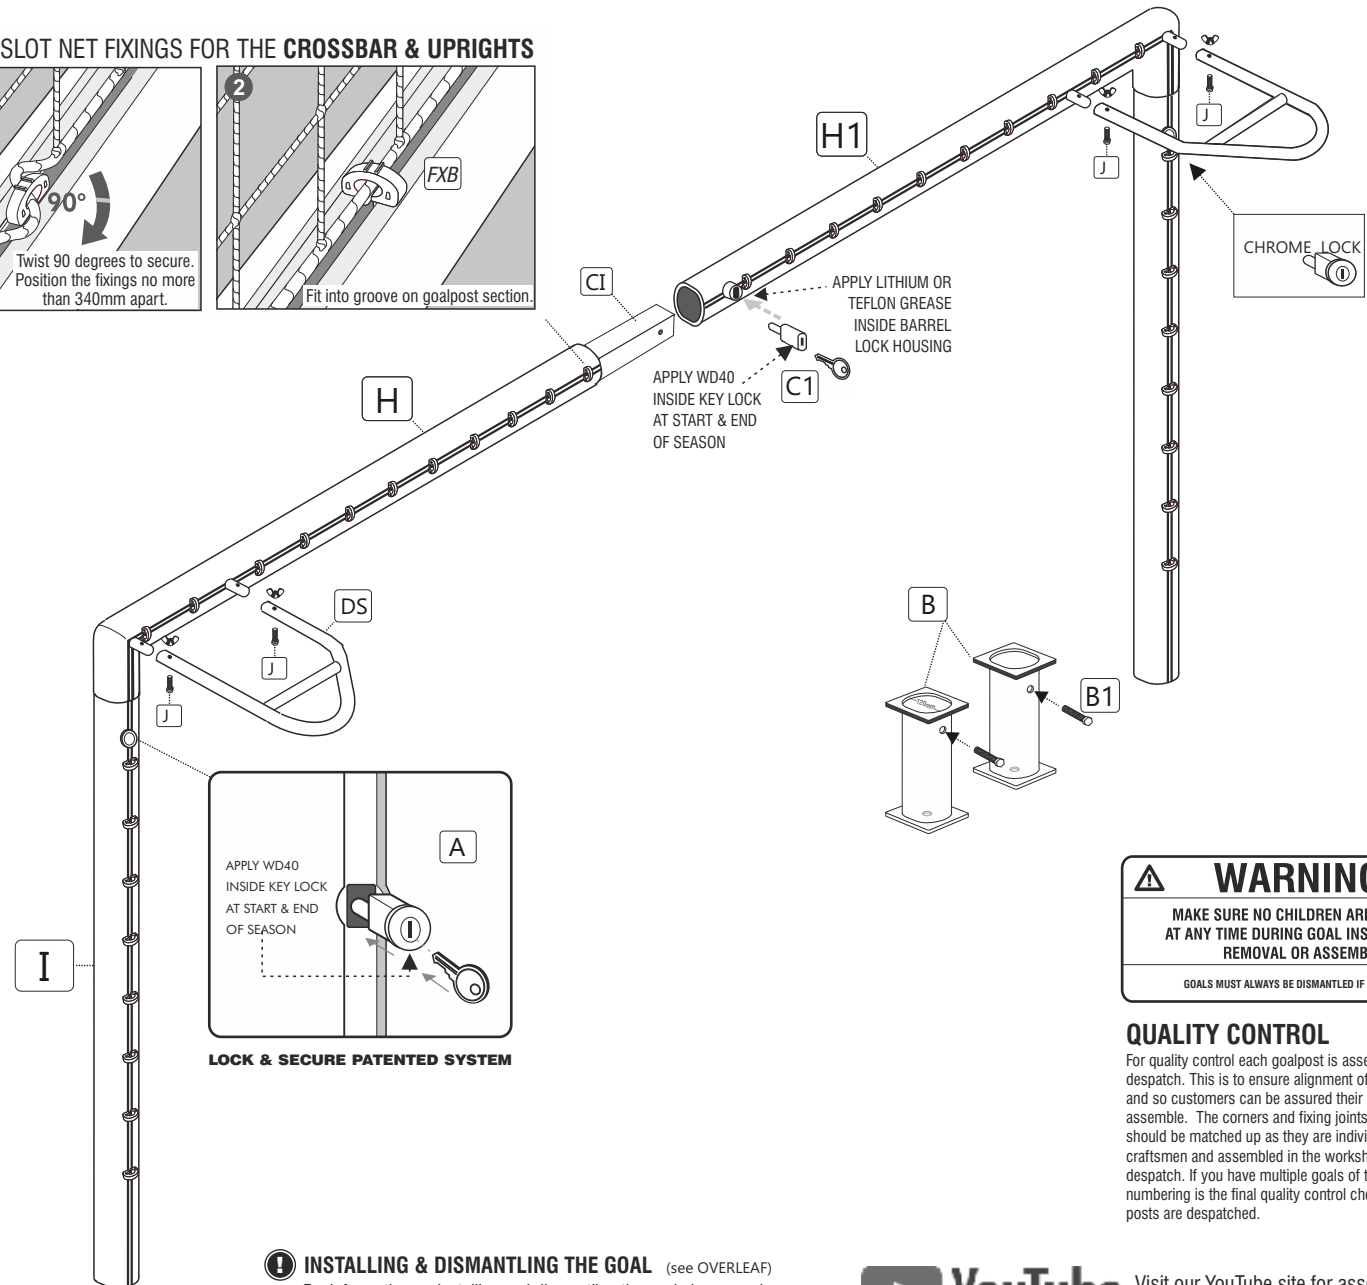 SLOT NET FIXINGS FOR THE CROSSBAR & UPRIGHTS
90°
Twist 90 degrees to secure.
Position the fixings no more
than 340mm apart.
2
FXB
Fit into groove on goalpost section.
CI
H1
J
J
CHROME LOCK
APPLY LITHIUM OR
TEFLON GREASE
INSIDE BARREL
LOCK HOUSING
APPLY WD40
INSIDE KEY LOCK
AT START & END
OF SEASON
C1
H
DS
J
J
B
B1
120mm
A
APPLY WD40
INSIDE KEY LOCK
AT START & END
OF SEASON
I
LOCK & SECURE PATENTED SYSTEM
WARNIN
MAKE SURE NO CHILDREN AR
AT ANY TIME DURING GOAL INS
REMOVAL OR ASSEMB
GOALS MUST ALWAYS BE DISMANTLED IF
QUALITY CONTROL
For quality control each goalpost is asse
despatch. This is to ensure alignment of
and so customers can be assured their
assemble. The corners and fixing joints
should be matched up as they are indivi
craftsmen and assembled in the worksh
despatch. If you have multiple goals of t
numbering is the final quality control che
posts are despatched.
! INSTALLING & DISMANTLING THE GOAL (see OVERLEAF)
YouTube
Visit our YouTube site for ass